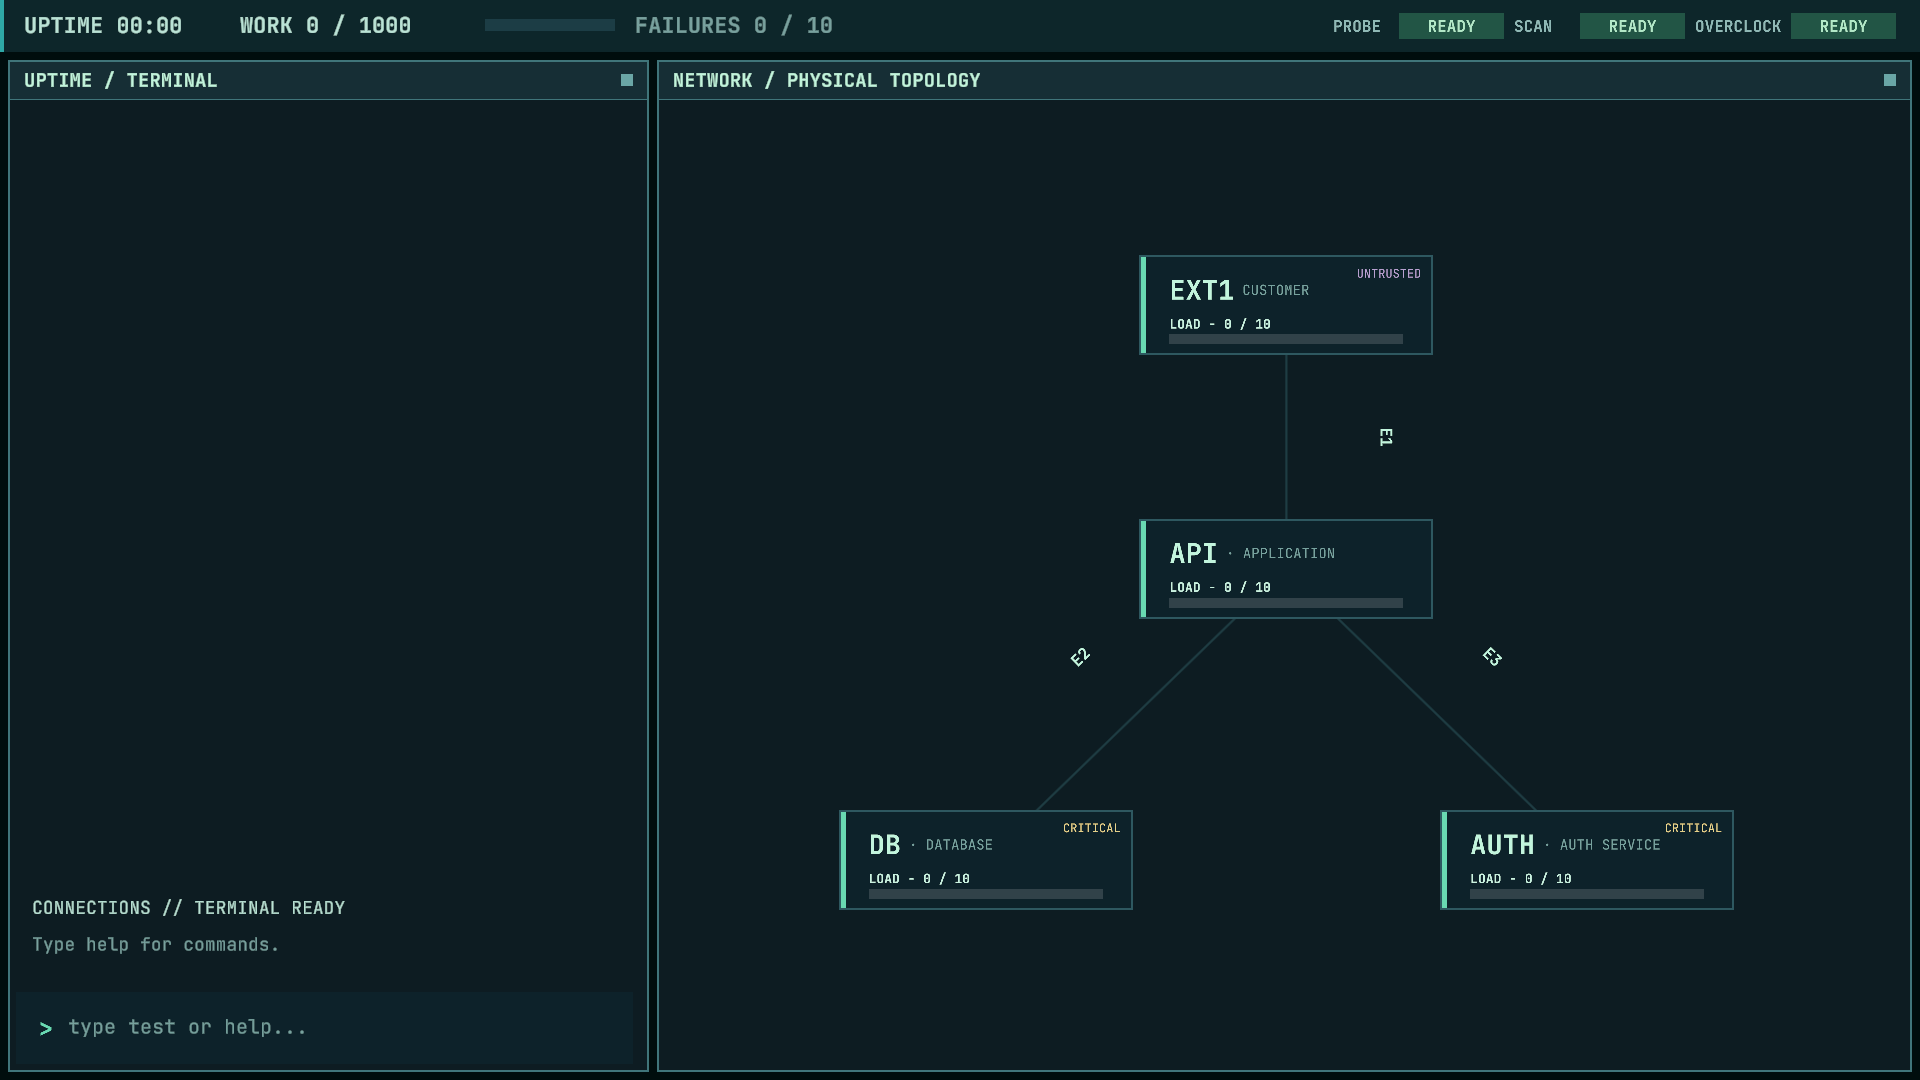 UPTIME 00:00 WORK 0 / 1000 FAILURES 0 / 10 PROBE READY SCAN READY OVERCLOCK READY
UPTIME / TERMINAL
CONNECTIONS // TERMINAL READY
Type help for commands.
> type test or help...
NETWORK / PHYSICAL TOPOLOGY
UNTRUSTED
EXT1 CUSTOMER
LOAD - 0 / 10
E1
API · APPLICATION
LOAD - 0 / 10
E2
E3
CRITICAL
DB · DATABASE
LOAD - 0 / 10
CRITICAL
AUTH · AUTH SERVICE
LOAD - 0 / 10